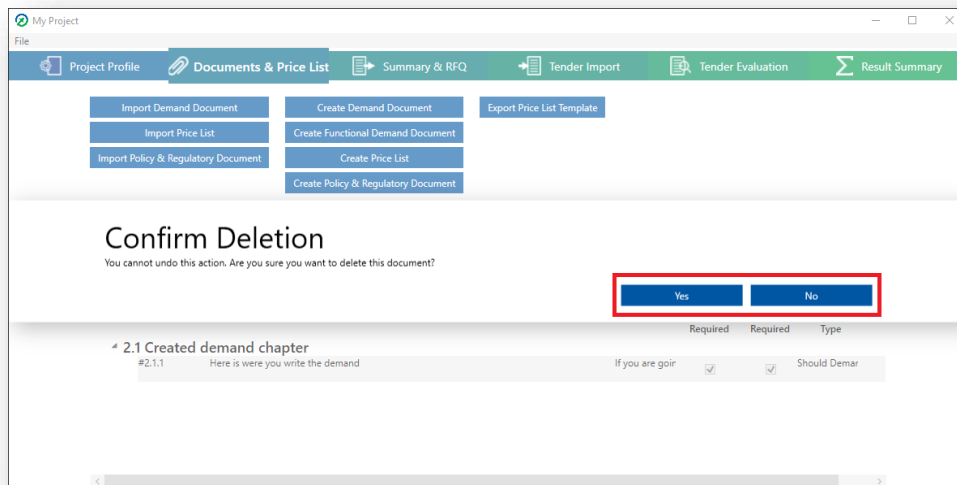 My Project
File
Project Profile
Documents & Price List
Summary & RFQ
Tender Import
Tender Evaluation
Result Summary
Import Demand Document
Create Demand Document
Export Price List Template
Import Price List
Create Functional Demand Document
Import Policy & Regulatory Document
Create Price List
Create Policy & Regulatory Document
Confirm Deletion
You cannot undo this action. Are you sure you want to delete this document?
Yes
No
Required
Required
Type
2.1 Created demand chapter
#2.1.1
Here is were you write the demand
If you are goir
Should Demar